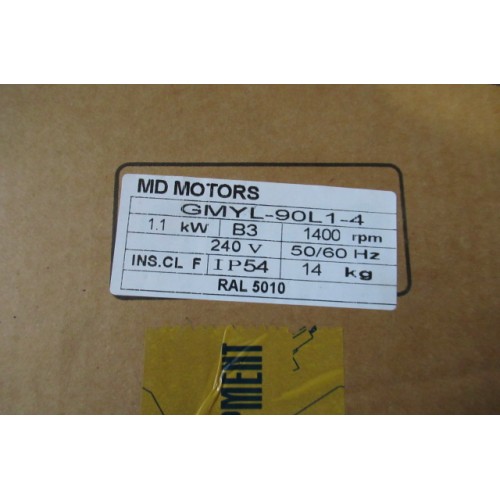 MD MOTORS
GMYL-90L1-4
1.1 kW B3 1400 rpm
240 V 50/60 Hz
INS.CL F IP54 14 kg
RAL 5010